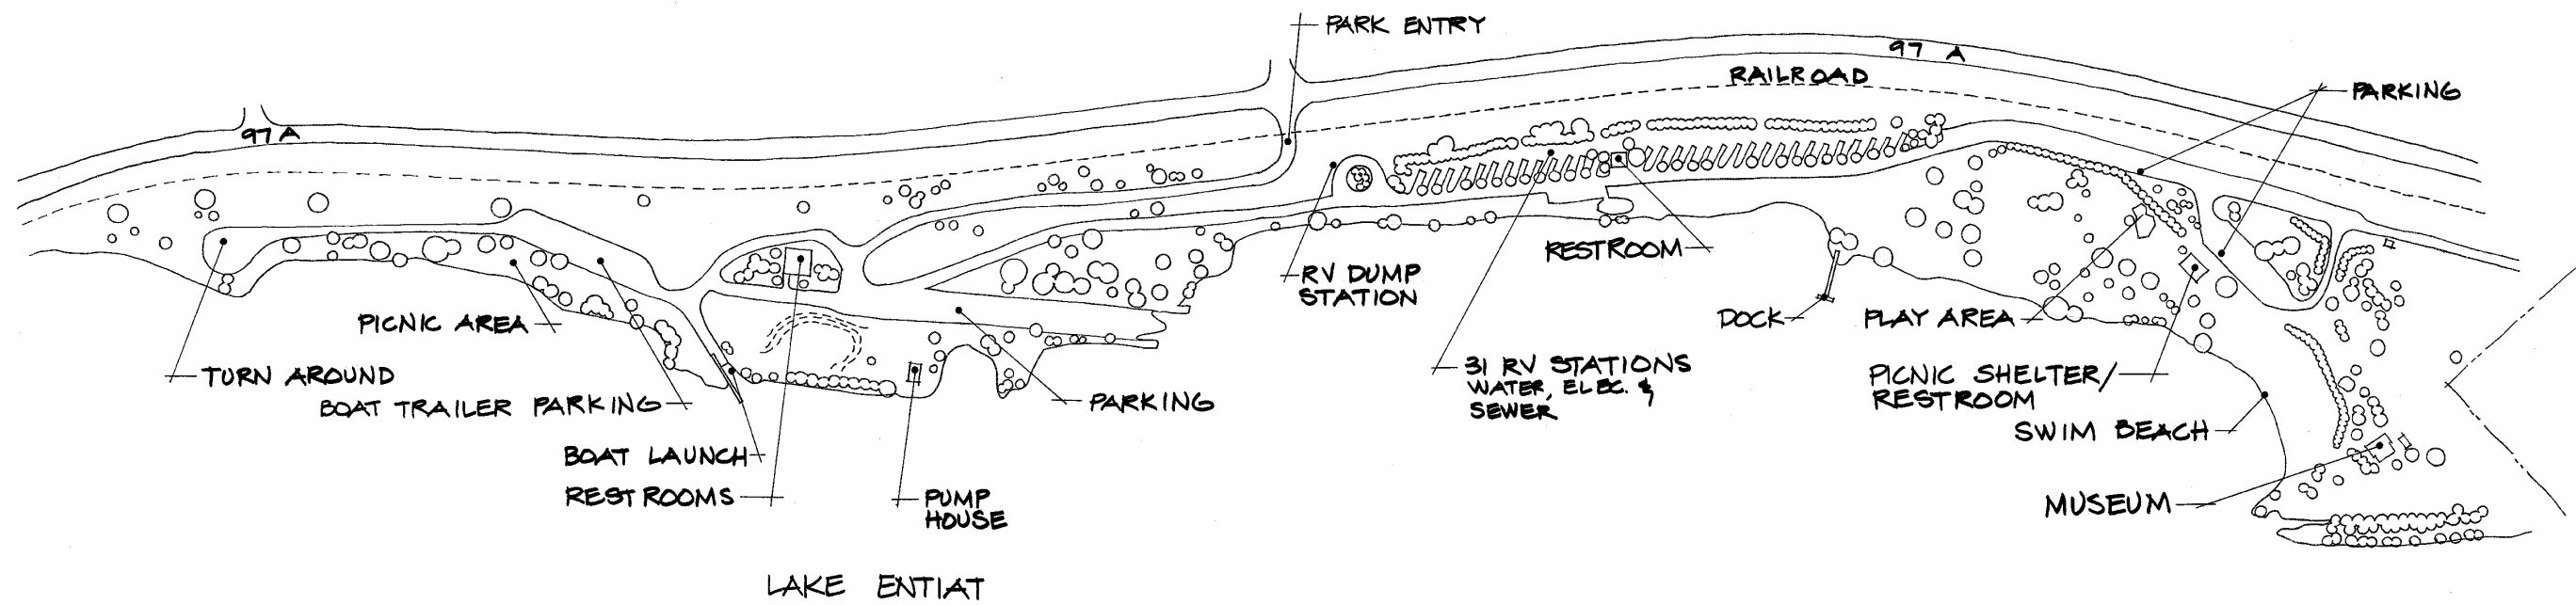 PARK ENTRY
97 A
RAILROAD
PARKING
97 A
RESTROOM
RV DUMP
STATION
DOCK
PLAY AREA
PICNIC AREA
31 RV STATIONS
WATER, ELEC. &
SEWER
PICNIC SHELTER/
RESTROOM
TURN AROUND
BOAT TRAILER PARKING
PARKING
SWIM BEACH
BOAT LAUNCH
RESTROOMS
PUMP
HOUSE
MUSEUM
LAKE ENTIAT